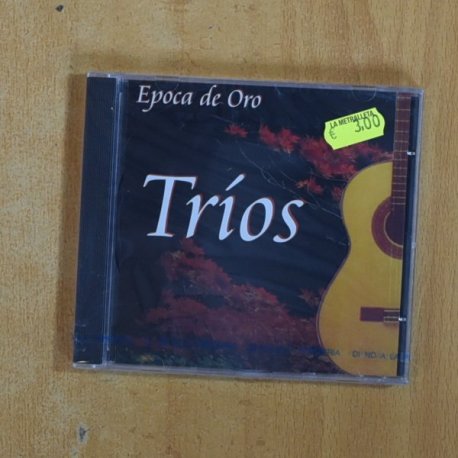 Epoca de Oro
LA METRALLETA
€ 3,00
Tríos